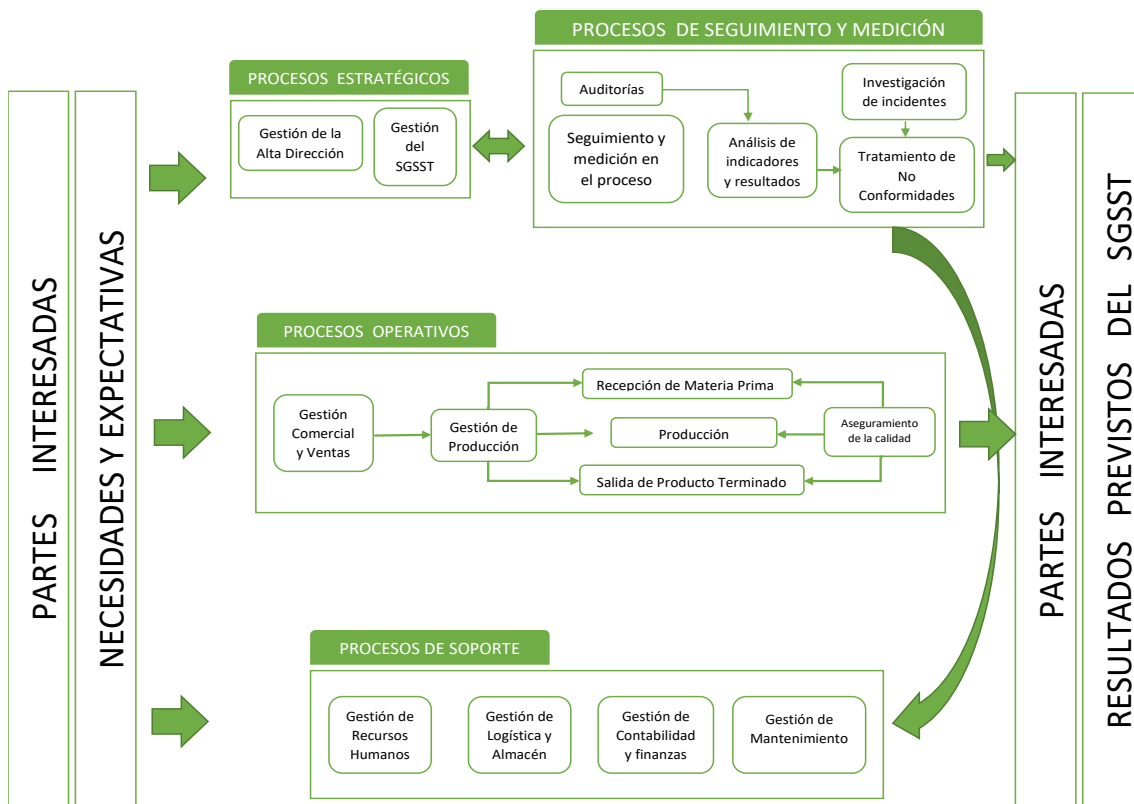 PARTES INTERESADAS
NECESIDADES Y EXPECTATIVAS
PROCESOS ESTRATÉGICOS
Gestión de la
Alta Dirección
Gestión
del
SGSST
PROCESOS DE SEGUIMIENTO Y MEDICIÓN
Auditorías
Seguimiento y
medición en
el proceso
Análisis de
indicadores
y resultados
Investigación
de incidentes
Tratamiento de
No
Conformidades
PROCESOS OPERATIVOS
Gestión
Comercial
y Ventas
Gestión de
Producción
Recepción de Materia Prima
Producción
Salida de Producto Terminado
Aseguramiento
de la calidad
PROCESOS DE SOPORTE
Gestión de
Recursos
Humanos
Gestión de
Logística y
Almacén
Gestión de
Contabilidad
y finanzas
Gestión de
Mantenimiento
PARTES INTERESADAS
RESULTADOS PREVISTOS DEL SGSST